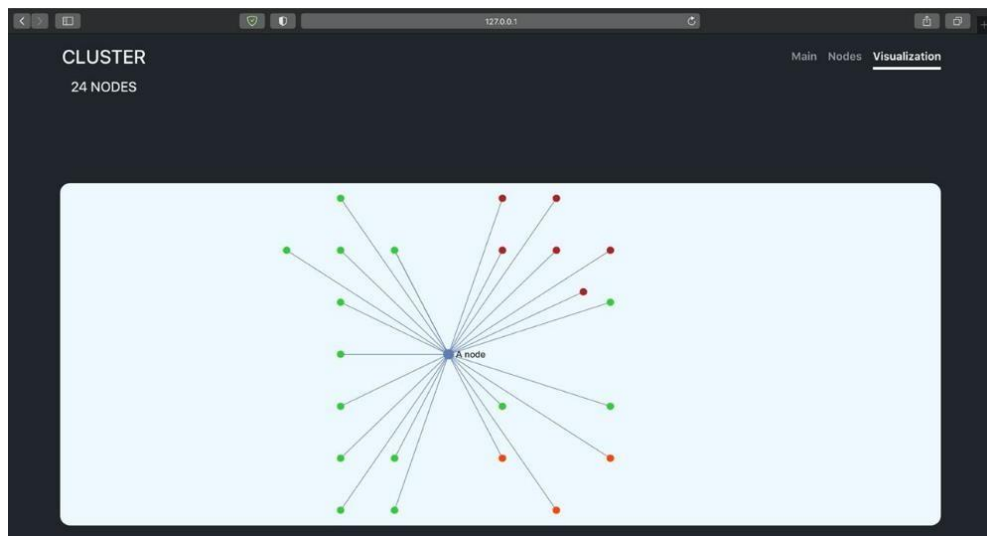 127.0.0.1
CLUSTER
Main Nodes Visualization
24 NODES
A node